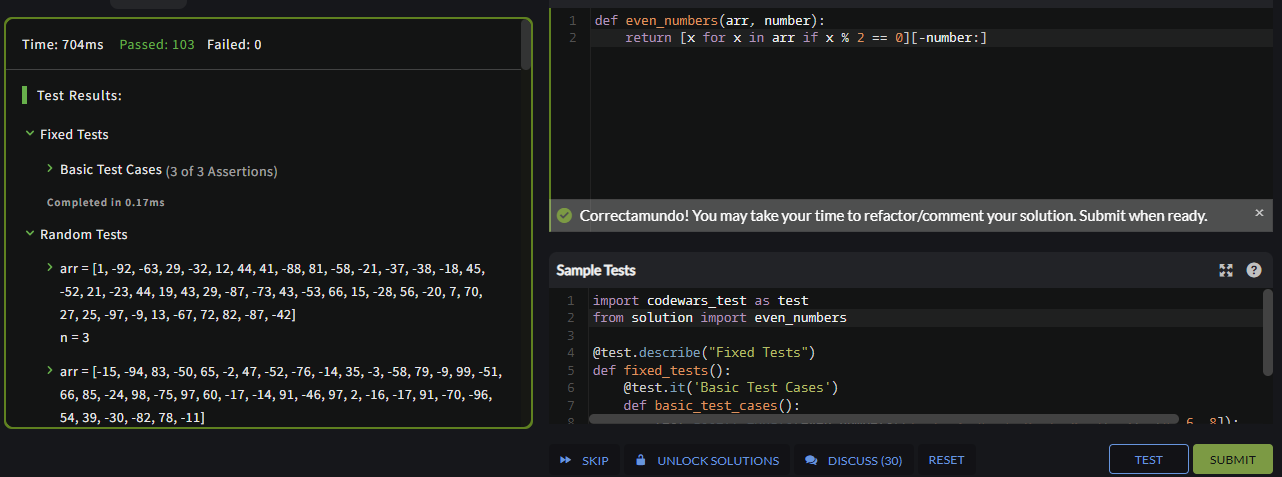 Time: 704ms Passed: 103 Failed: 0
Test Results:
Fixed Tests
Basic Test Cases (3 of 3 Assertions)
Completed in 0.17ms
Random Tests
arr = [1, -92, -63, 29, -32, 12, 44, 41, -88, 81, -58, -21, -37, -38, -18, 45,
-52, 21, -23, 44, 19, 43, 29, -87, -73, 43, -53, 66, 15, -28, 56, -20, 7, 70,
27, 25, -97, -9, 13, -67, 72, 82, -87, -42]
n = 3
arr = [-15, -94, 83, -50, 65, -2, 47, -52, -76, -14, 35, -3, -58, 79, -9, 99, -51,
66, 85, -24, 98, -75, 97, 60, -17, -14, 91, -46, 97, 2, -16, -17, 91, -70, -96,
54, 39, -30, -82, 78, -11]
1 def even_numbers(arr, number):
2 return [x for x in arr if x % 2 == 0][-number:]
Correctamundo! You may take your time to refactor/comment your solution. Submit when ready. ×
Sample Tests
1 import codewars_test as test
2 from solution import even_numbers
3
4 @test.describe("Fixed Tests")
5 def fixed_tests():
6 @test.it('Basic Test Cases')
7 def basic_test_cases():
8 6, 8]):
SKIP UNLOCK SOLUTIONS DISCUSS (30) RESET TEST SUBMIT